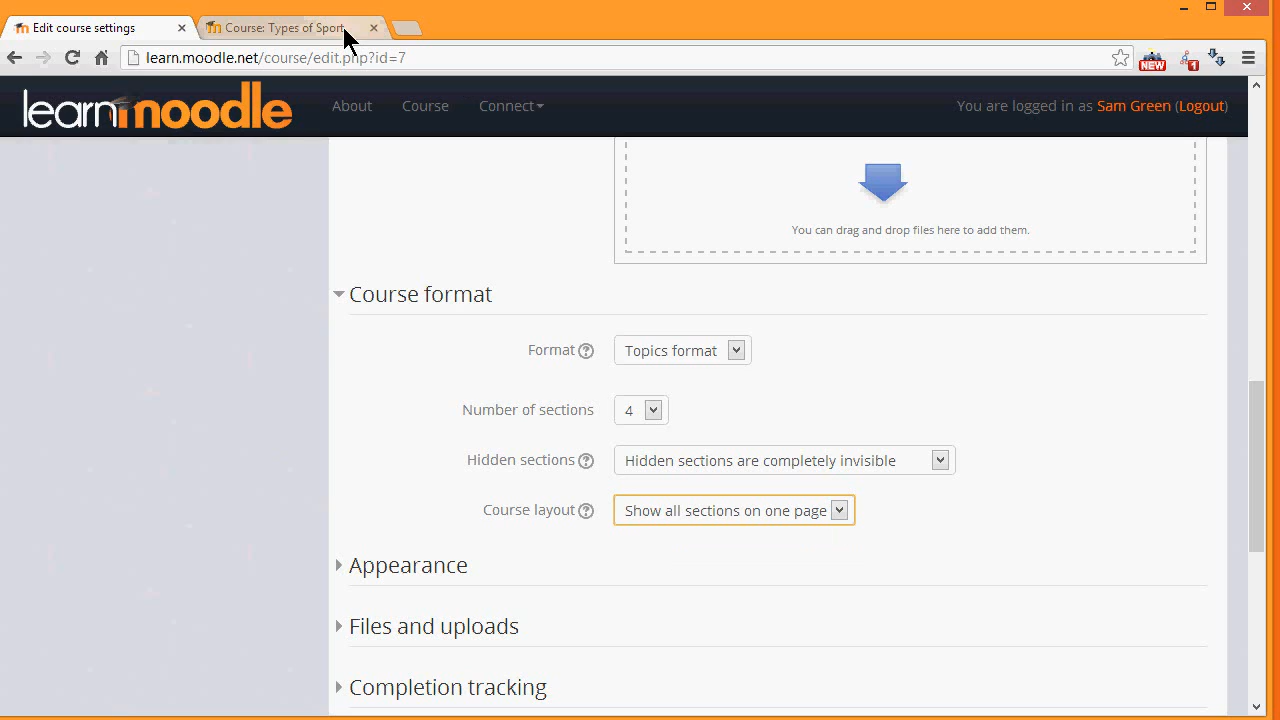 Edit course settings
Course: Types of Sport
learn.moodle.net/course/edit.php?id=7
NEW
1
learnmoodle
About
Course
Connect
You are logged in as Sam Green (Logout)
You can drag and drop files here to add them.
Course format
Format
Topics format
Number of sections
4
Hidden sections
Hidden sections are completely invisible
Course layout
Show all sections on one page
Appearance
Files and uploads
Completion tracking